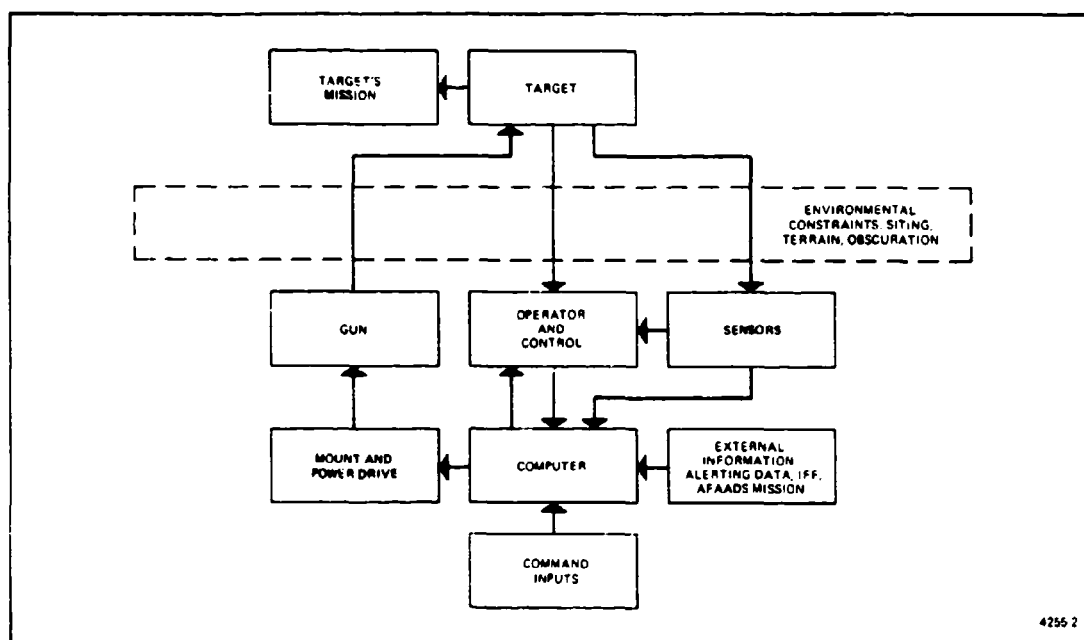 TARGET'S
MISSION
TARGET
ENVIRONMENTAL
CONSTRAINTS, SITING,
TERRAIN, OBSCURATION
GUN
OPERATOR
AND
CONTROL
SENSORS
MOUNT AND
POWER DRIVE
COMPUTER
EXTERNAL
INFORMATION
ALERTING DATA, IFF,
AFAADS MISSION
COMMAND
INPUTS
4255 2